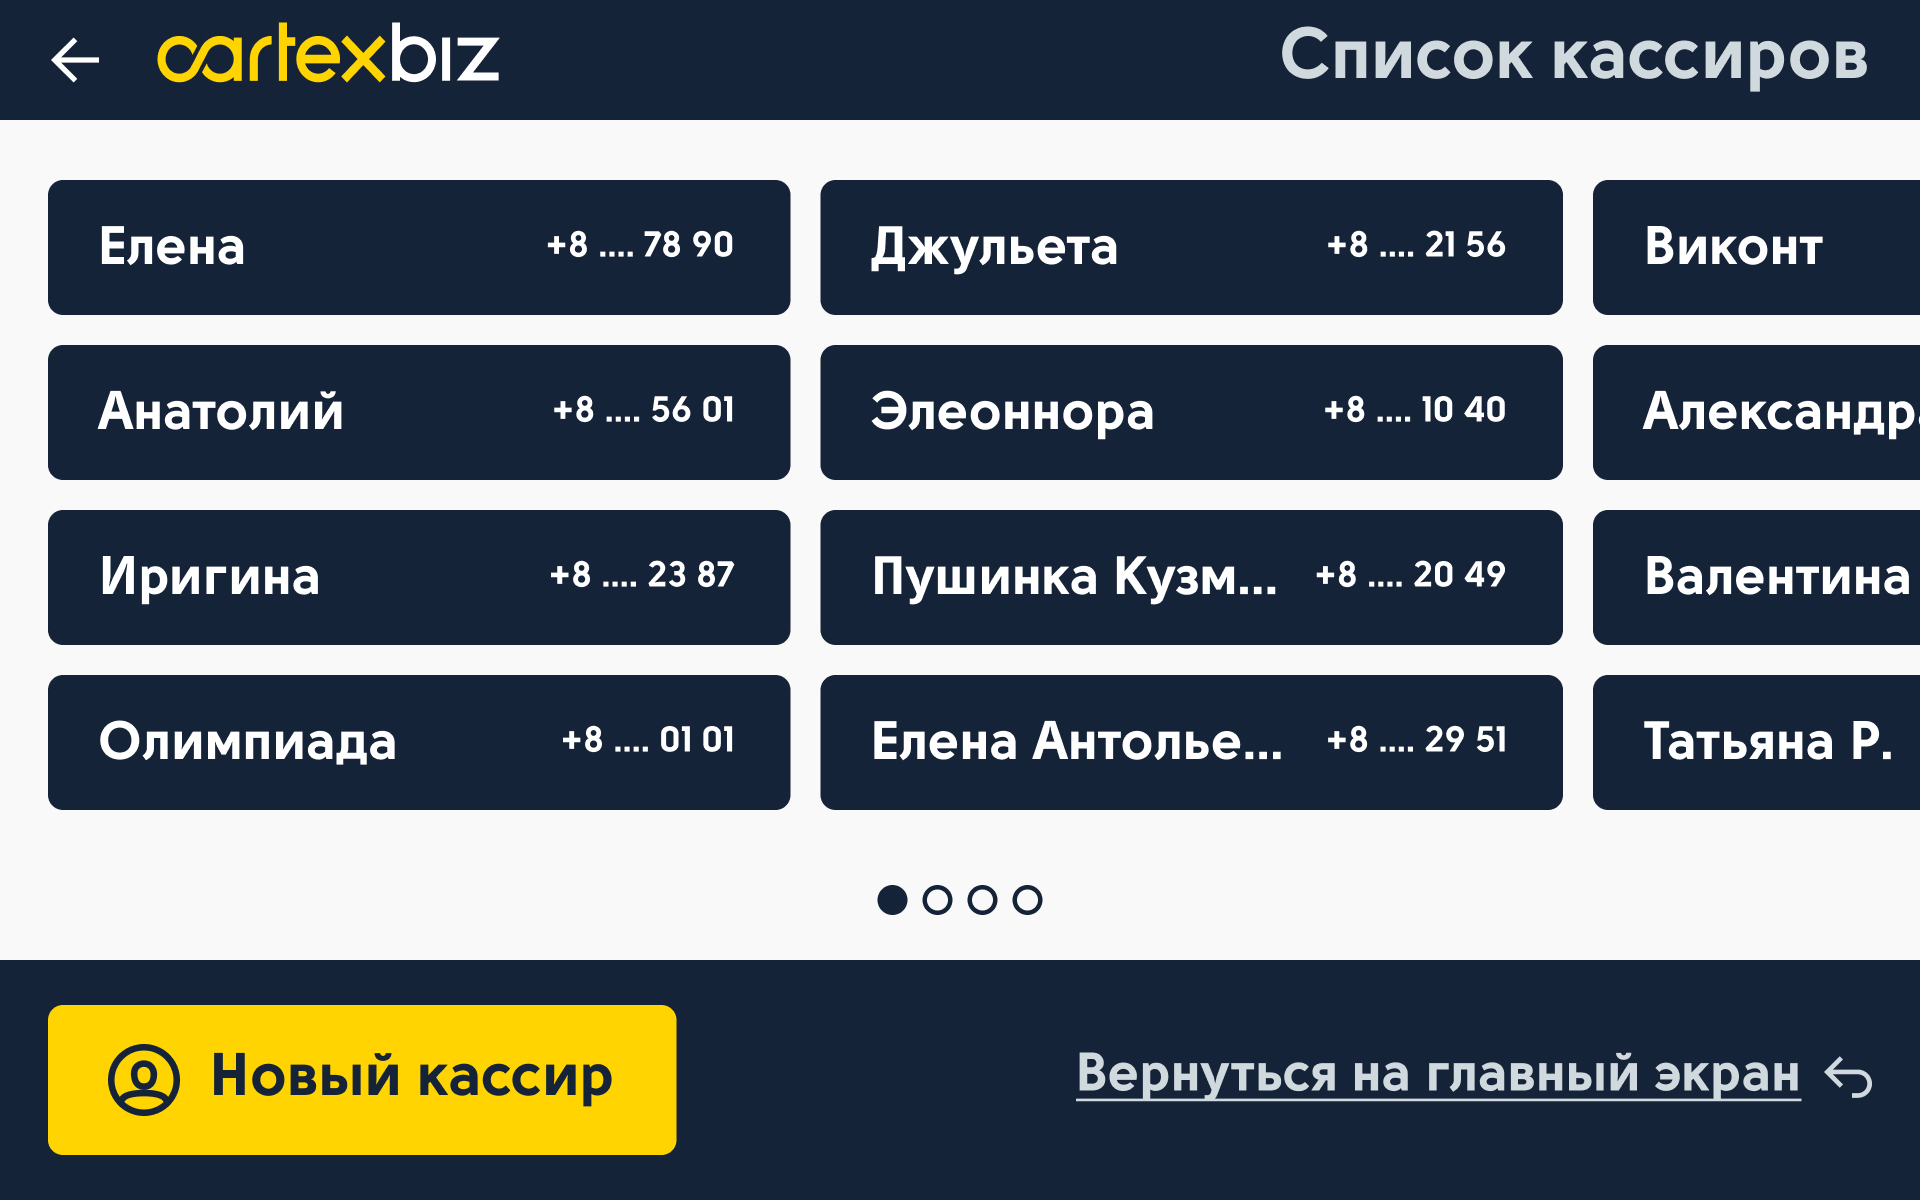 cartexbiz
Список кассиров
Елена +8 .... 78 90
Джульета +8 .... 21 56
Виконт
Анатолий +8 .... 56 01
Элеоннора +8 .... 10 40
Александра
Иригина +8 .... 23 87
Пушинка Кузм... +8 .... 20 49
Валентина
Олимпиада +8 .... 01 01
Елена Антолье... +8 .... 29 51
Татьяна Р.
Новый кассир
Вернуться на главный экран